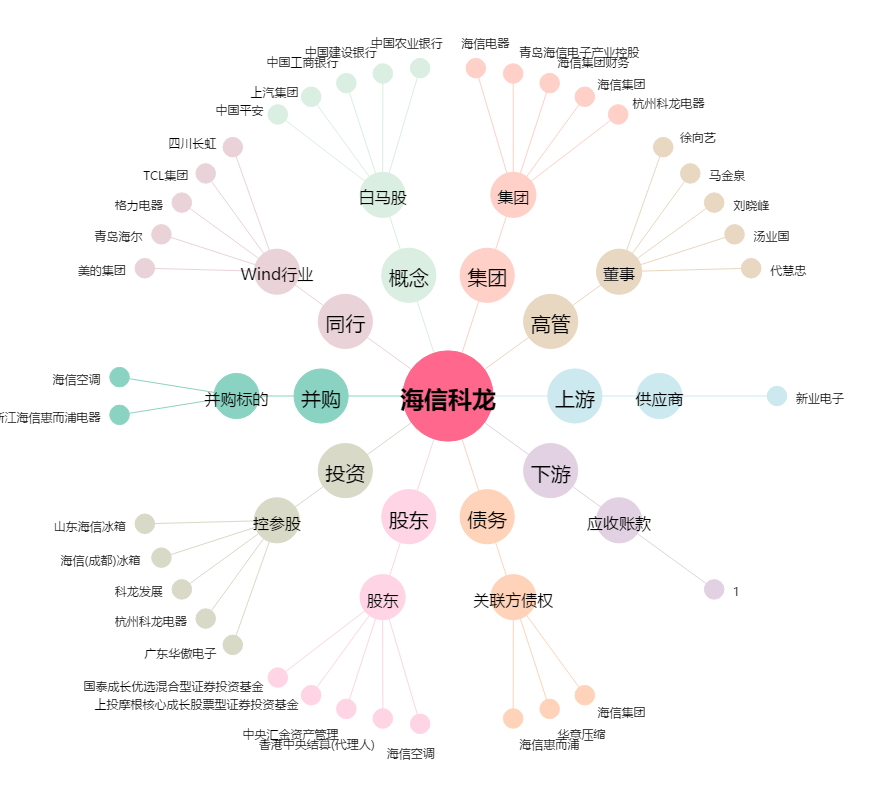 中国农业银行
海信电器
中国建设银行
青岛海信电子产业控股
中国工商银行
海信集团财务
上汽集团
海信集团
中国平安
杭州科龙电器
四川长虹
徐向艺
TCL集团
马金泉
白马股
集团
格力电器
刘晓峰
青岛海尔
汤业国
美的集团
Wind行业
概念
集团
董事
代慧忠
同行
高管
海信空调
并购标的
并购
海信科龙
上游
供应商
新业电子
浙江海信惠而浦电器
投资
下游
山东海信冰箱
控参股
股东
债务
应收账款
海信(成都)冰箱
科龙发展
1
杭州科龙电器
股东
关联方债权
广东华傲电子
国泰成长优选混合型证券投资基金
上投摩根核心成长股票型证券投资基金
海信集团
中央汇金资产管理
华意压缩
香港中央结算(代理人)
海信惠而浦
海信空调